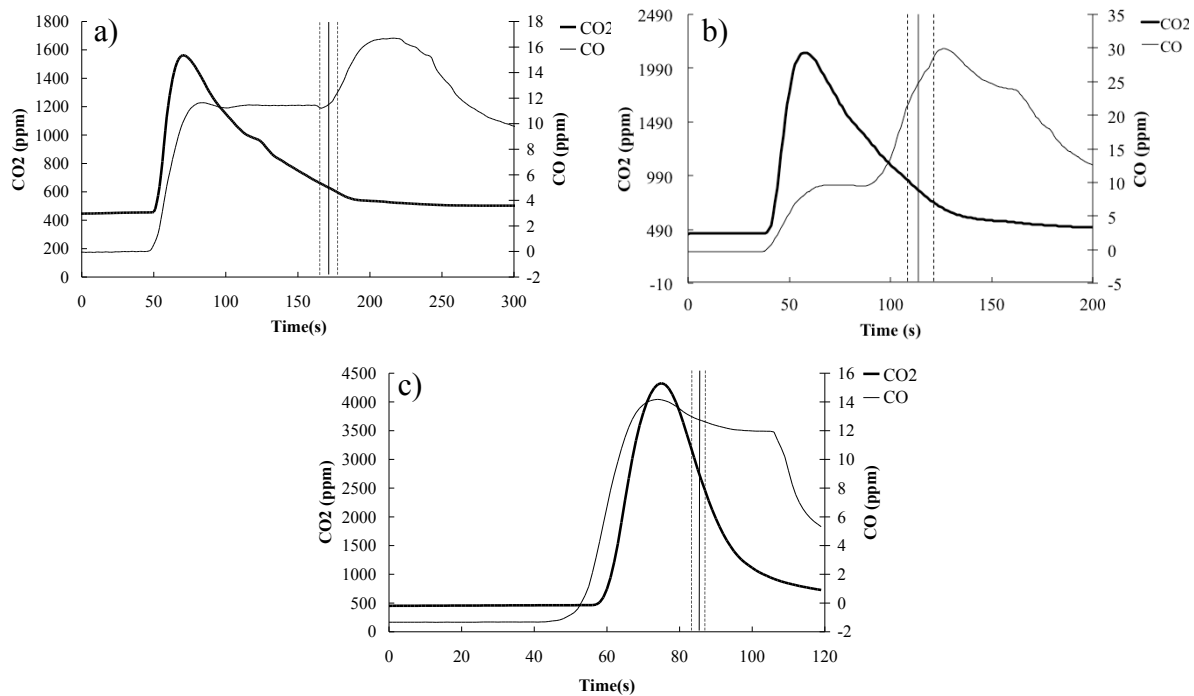 a)
CO2
CO
CO2 (ppm)
1800
1600
1400
1200
1000
800
600
400
200
0
18
16
14
12
10
8
6
4
2
0
-2
CO (ppm)
0 50 100 150 200 250 300
Time(s)
b)
CO2
CO
CO2 (ppm)
2490
1990
1490
990
490
-10
35
30
25
20
15
10
5
0
-5
CO (ppm)
0 50 100 150 200
Time (s)
c)
CO2
CO
CO2 (ppm)
4500
4000
3500
3000
2500
2000
1500
1000
500
0
16
14
12
10
8
6
4
2
0
-2
CO (ppm)
0 20 40 60 80 100 120
Time(s)